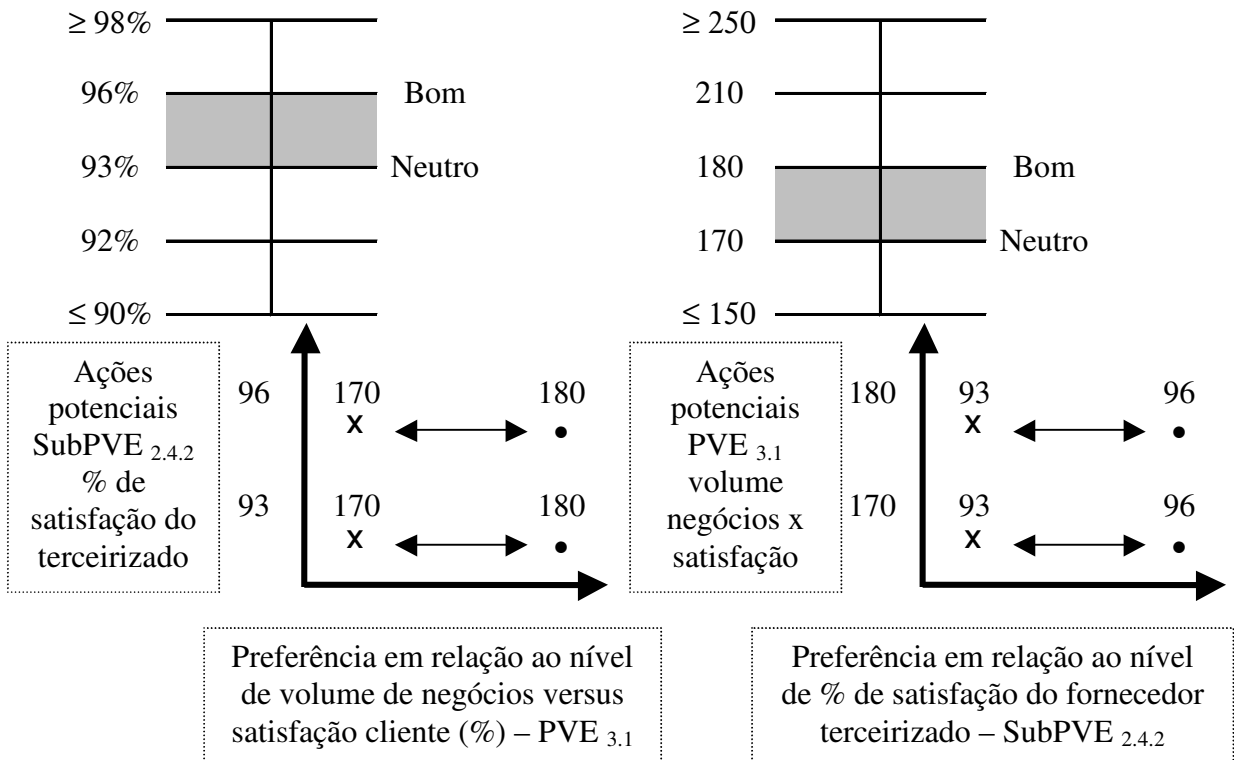 ≥ 98%
96% Bom
93% Neutro
92%
≤ 90%
≥ 250
210
180 Bom
170 Neutro
≤ 150
Ações
potenciais
SubPVE 2.4.2
% de
satisfação do
terceirizado
96 170 180
x
93 170 180
x
Preferência em relação ao nível
de volume de negócios versus
satisfação cliente (%) – PVE 3.1
Ações
potenciais
PVE 3.1
volume
negócios x
satisfação
180 93 96
x
170 93 96
x
Preferência em relação ao nível
de % de satisfação do fornecedor
terceirizado – SubPVE 2.4.2